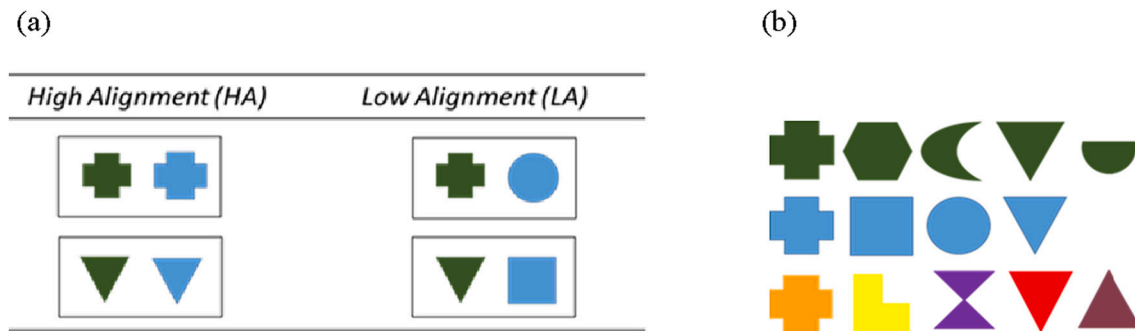 (a)
(b)
High Alignment (HA)
Low Alignment (LA)